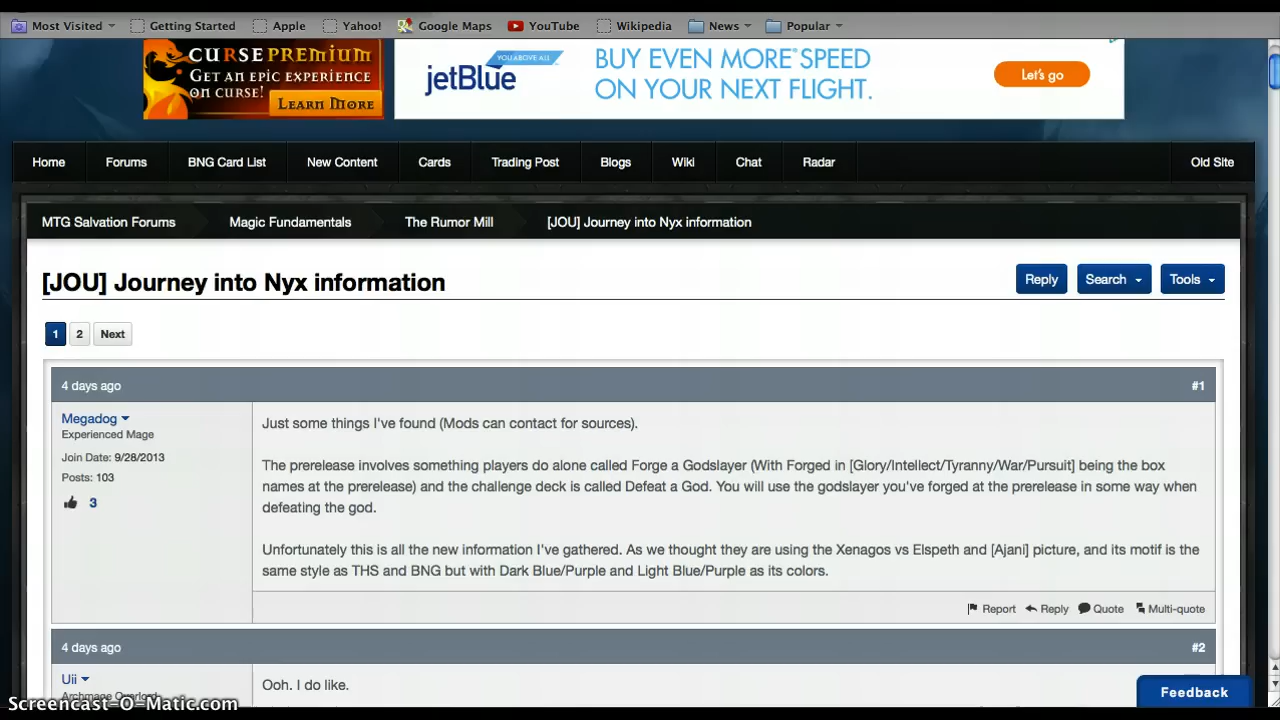 Most Visited Getting Started Apple Yahoo! Google Maps YouTube Wikipedia News Popular
CURSE PREMIUM
GET AN EPIC EXPERIENCE
ON CURSE!
LEARN MORE
jetBlue
YOU ABOVE ALL
BUY EVEN MORE SPEED
ON YOUR NEXT FLIGHT.
Let's go
Home Forums BNG Card List New Content Cards Trading Post Blogs Wiki Chat Radar Old Site
MTG Salvation Forums Magic Fundamentals The Rumor Mill [JOU] Journey into Nyx information
[JOU] Journey into Nyx information
Reply Search Tools
1 2 Next
4 days ago #1
Megadog
Experienced Mage
Join Date: 9/28/2013
Posts: 103
3
Just some things I've found (Mods can contact for sources).
The prerelease involves something players do alone called Forge a Godslayer (With Forged in [Glory/Intellect/Tyranny/War/Pursuit] being the box
names at the prerelease) and the challenge deck is called Defeat a God. You will use the godslayer you've forged at the prerelease in some way when
defeating the god.
Unfortunately this is all the new information I've gathered. As we thought they are using the Xenagos vs Elspeth and [Ajani] picture, and its motif is the
same style as THS and BNG but with Dark Blue/Purple and Light Blue/Purple as its colors.
Report Reply Quote Multi-quote
4 days ago #2
Uii
Archmage Overlord
Ooh. I do like.
Feedback
Screencast-O-Matic.com